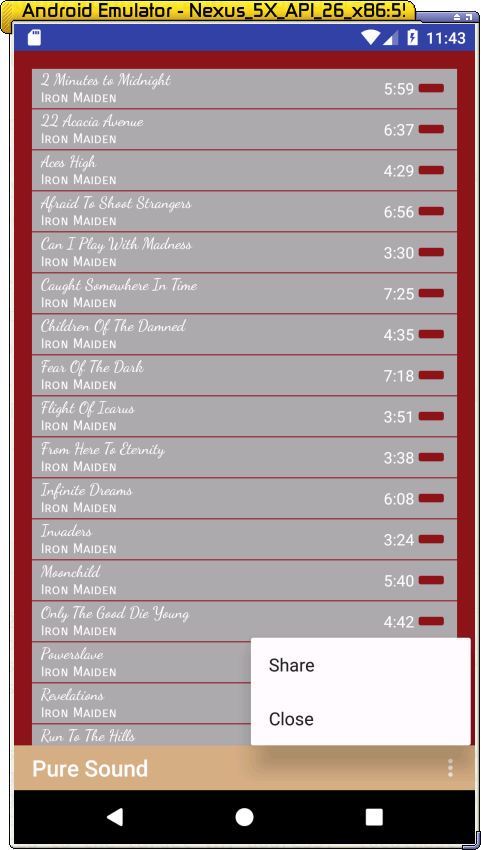 Android Emulator - Nexus_5X_API_26_x86:5!
11:43
2 Minutes to Midnight
Iron Maiden
5:59
22 Acacia Avenue
Iron Maiden
6:37
Aces High
Iron Maiden
4:29
Afraid To Shoot Strangers
Iron Maiden
6:56
Can I Play With Madness
Iron Maiden
3:30
Caught Somewhere In Time
Iron Maiden
7:25
Children Of The Damned
Iron Maiden
4:35
Fear Of The Dark
Iron Maiden
7:18
Flight Of Icarus
Iron Maiden
3:51
From Here To Eternity
Iron Maiden
3:38
Infinite Dreams
Iron Maiden
6:08
Invaders
Iron Maiden
3:24
Moonchild
Iron Maiden
5:40
Only The Good Die Young
Iron Maiden
4:42
Powerslave
Iron Maiden
Revelations
Iron Maiden
Run To The Hills
Share
Close
Pure Sound